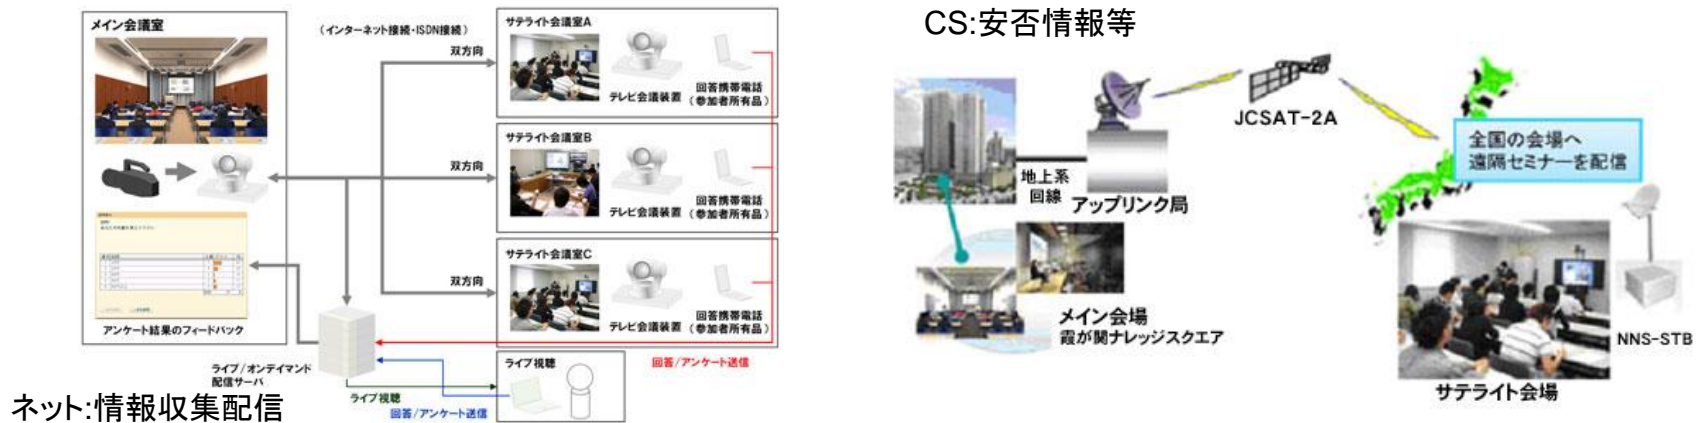 メイン会議室
アンケート結果のフィードバック
(インターネット接続・ISDN接続)
双方向
サテライト会議室A
テレビ会議装置
回答携帯電話
(参加者所有品)
双方向
サテライト会議室B
テレビ会議装置
回答携帯電話
(参加者所有品)
双方向
サテライト会議室C
テレビ会議装置
回答携帯電話
(参加者所有品)
回答/アンケート送信
ライブ/オンデイマンド
配信サーバ
ライブ視聴
ライブ視聴
回答/アンケート送信
ネット:情報収集配信
CS:安否情報等
JCSAT-2A
全国の会場へ
遠隔セミナーを配信
地上系
回線
アップリンク局
メイン会場
霞が関ナレッジスクエア
NNS-STB
サテライト会場